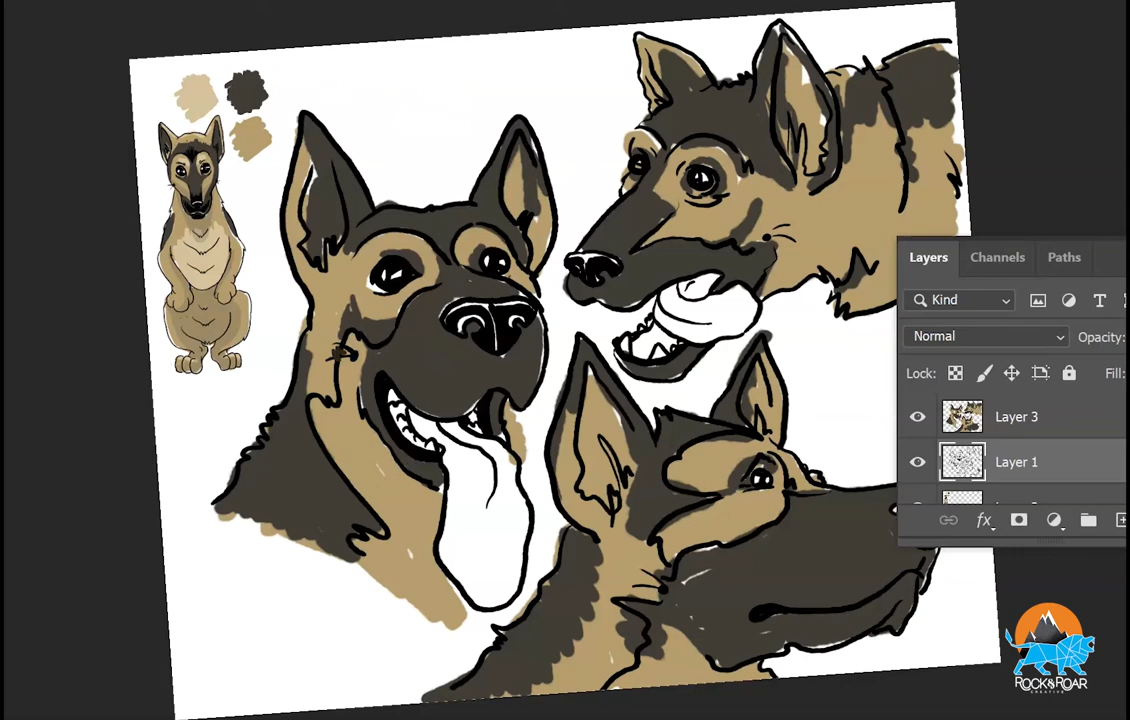 Layers Channels Paths
Kind
Normal Opacity:
Lock: Fill:
Layer 3
Layer 1
fx
ROCK&ROAR
CREATIVE